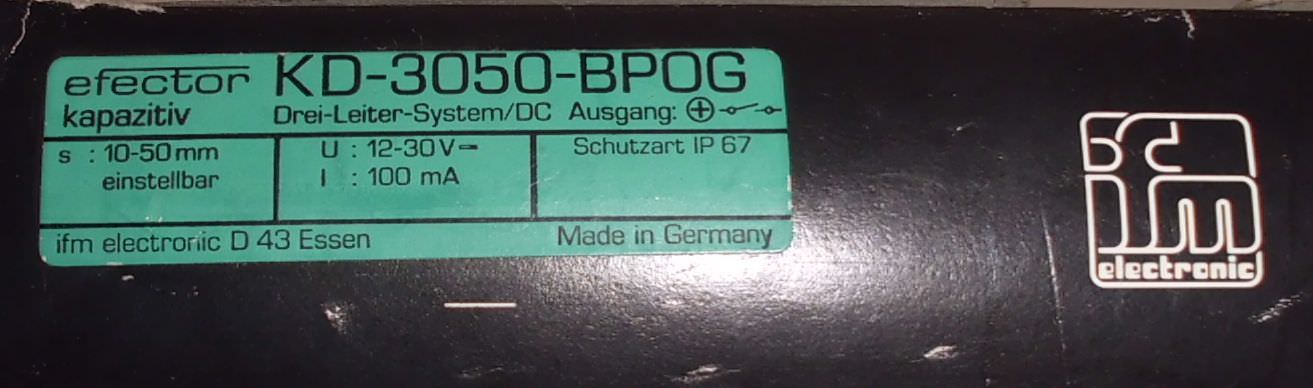 efector KD-3050-BPOG
kapazitiv Drei-Leiter-System/DC Ausgang:
s : 10-50 mm U : 12-30 V Schutzart IP 67
einstellbar I : 100 mA
ifm electronic D 43 Essen Made in Germany
ifm
electronic